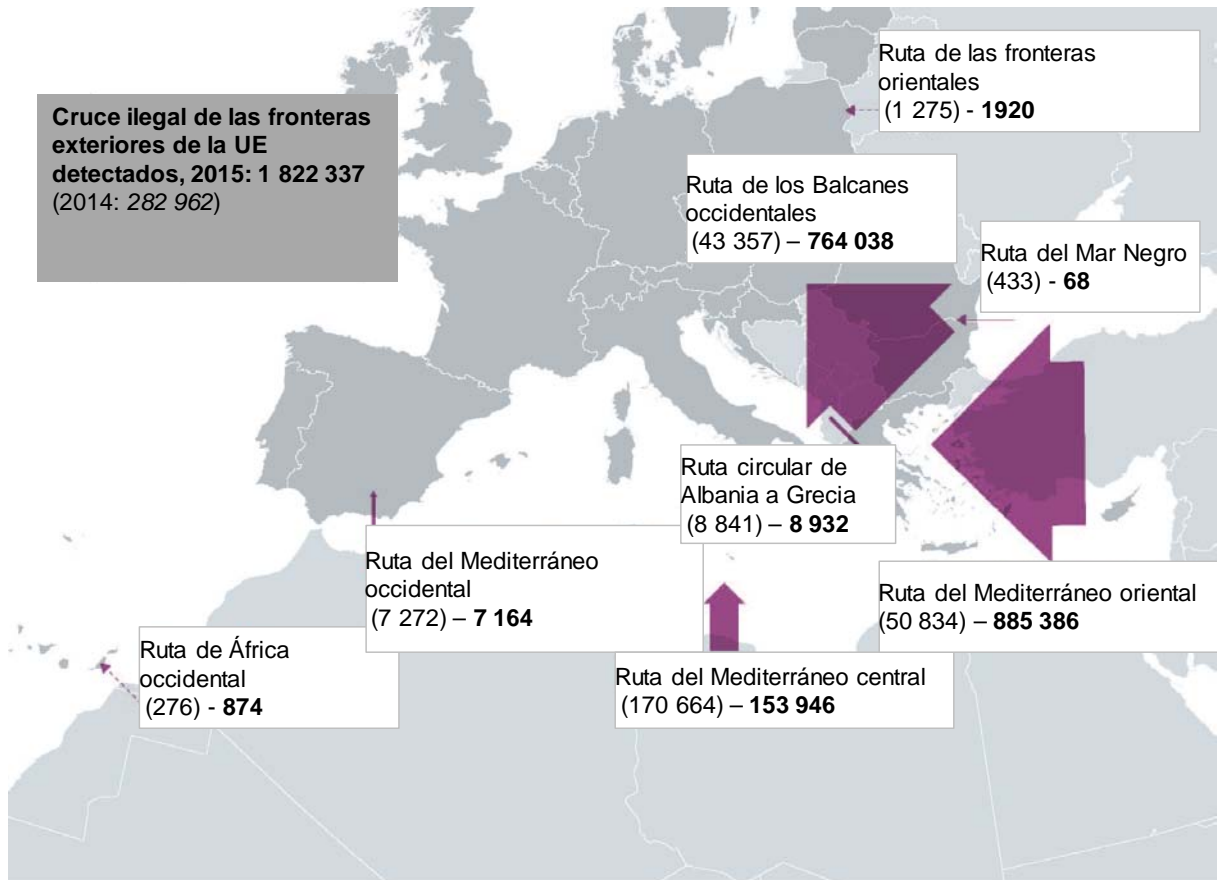 Cruce ilegal de las fronteras
exteriores de la UE
detectados, 2015: 1 822 337
(2014: 282 962)
Ruta de las fronteras
orientales
(1 275) - 1920
Ruta de los Balcanes
occidentales
(43 357) – 764 038
Ruta del Mar Negro
(433) - 68
Ruta circular de
Albania a Grecia
(8 841) – 8 932
Ruta del Mediterráneo
occidental
(7 272) – 7 164
Ruta del Mediterráneo oriental
(50 834) – 885 386
Ruta de África
occidental
(276) - 874
Ruta del Mediterráneo central
(170 664) – 153 946